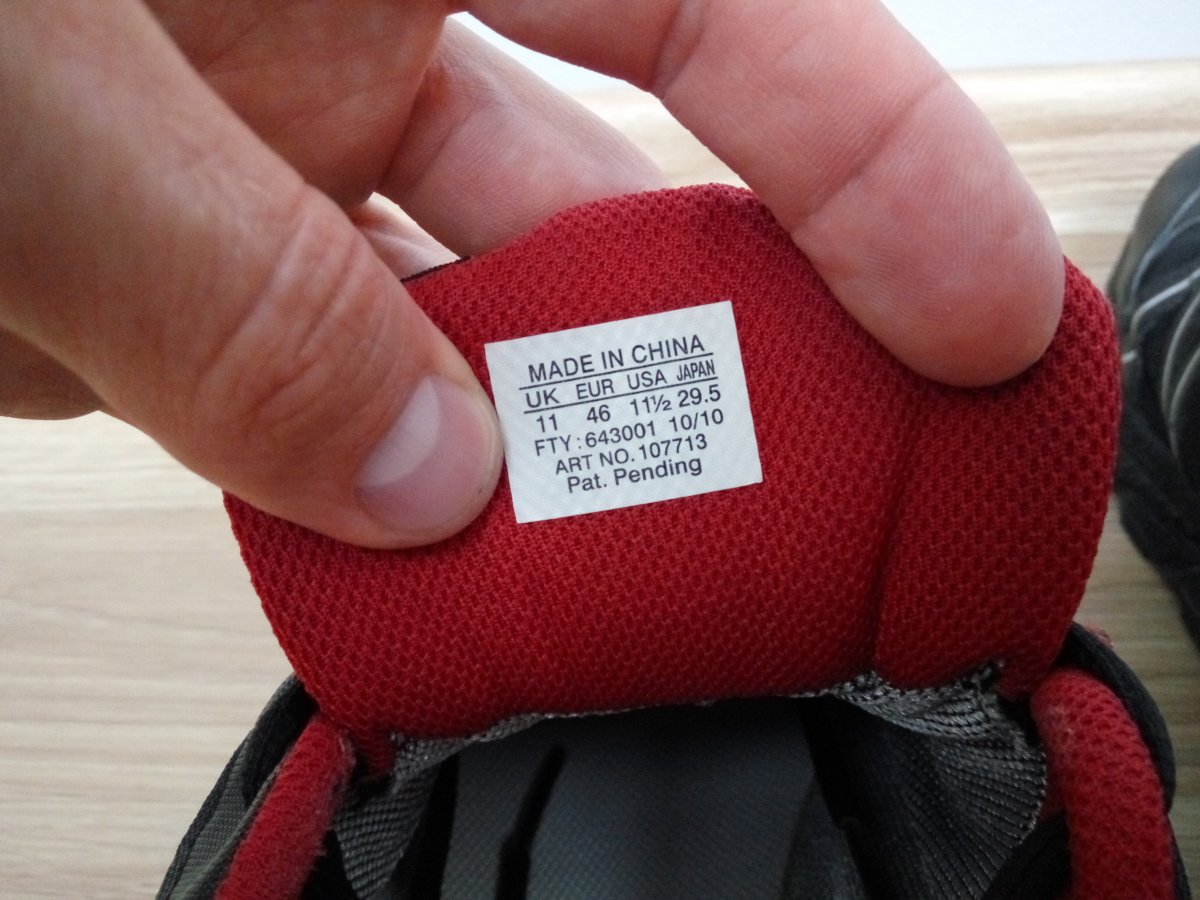 MADE IN CHINA
UK EUR USA JAPAN
11 46 11½ 29.5
FTY: 643001 10/10
ART NO. 107713
Pat. Pending